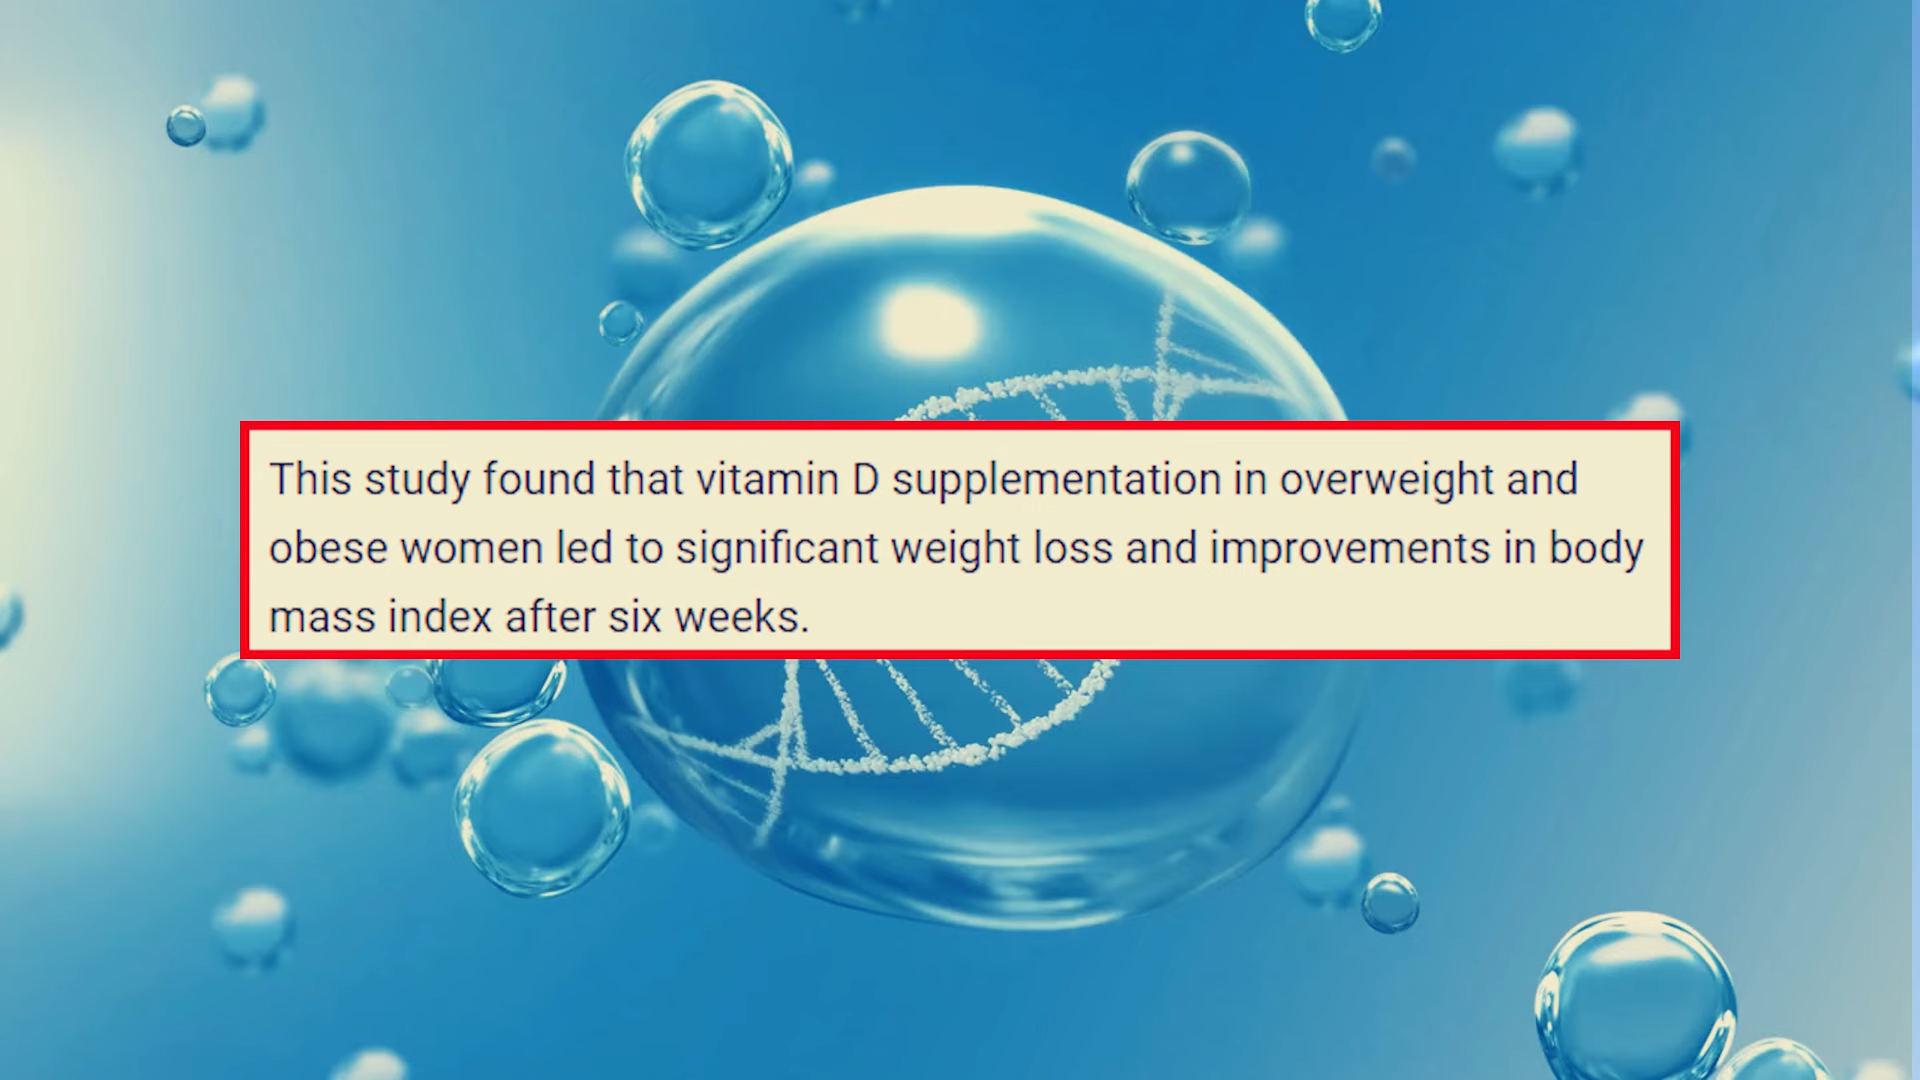 This study found that vitamin D supplementation in overweight and
obese women led to significant weight loss and improvements in body
mass index after six weeks.